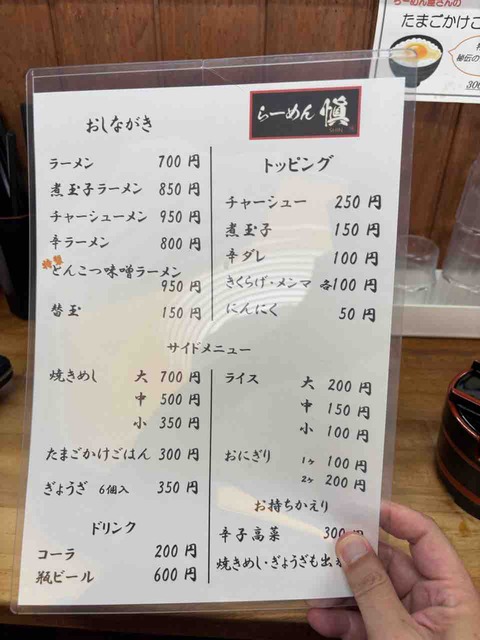 らーめん屋さんの
たまごかけご
秘伝の
300
おしながき
らーめん 慎
ラーメン 700円
煮玉子ラーメン 850円
チャーシューメン 950円
辛ラーメン 800円
とんこつ味噌ラーメン
950円
替玉 150円
トッピング
チャーシュー 250円
煮玉子 150円
辛ダレ 100円
きくらげ・メンマ 各100円
にんにく 50円
サイドメニュー
焼きめし 大 700円
中 500円
小 350円
たまごかけごはん 300円
ぎょうざ 6個入 350円
ライス 大 200円
中 150円
小 100円
おにぎり 1ヶ 100円
2ヶ 200円
ドリンク
コーラ 200円
瓶ビール 600円
お持ちかえり
辛子高菜 300
焼きめし・ぎょうざも出